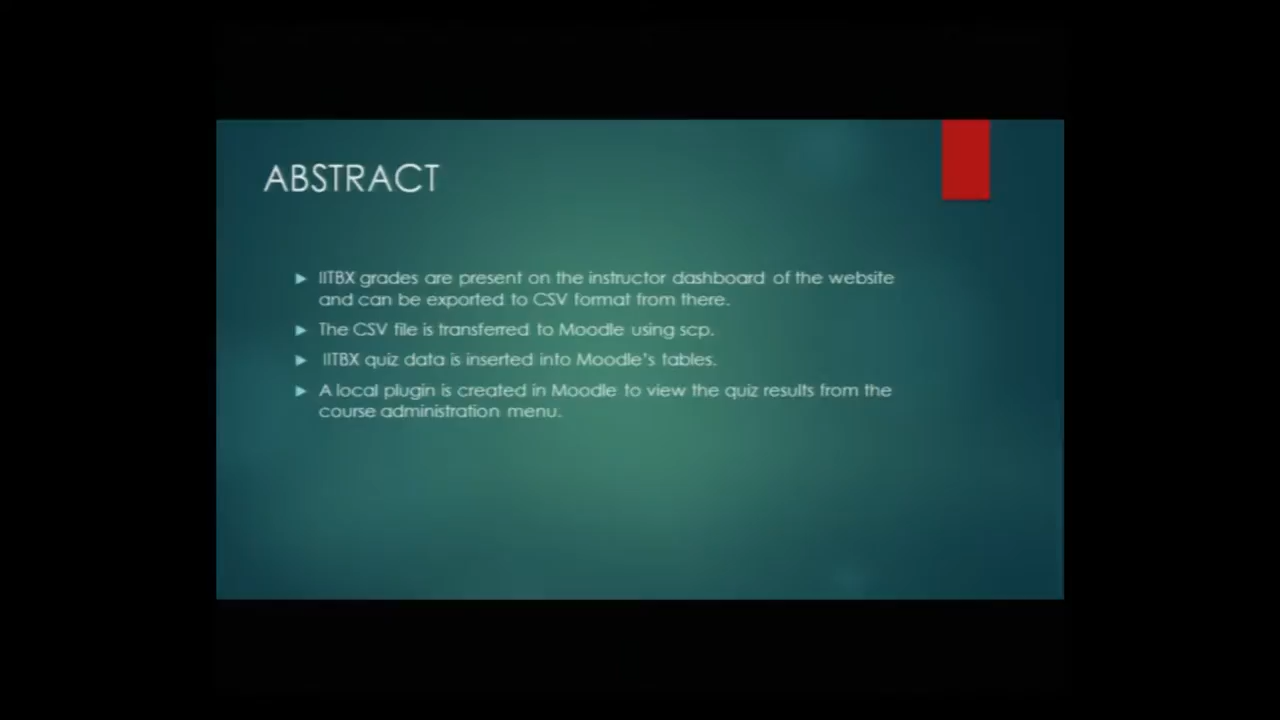 ABSTRACT
IITBX grades are present on the instructor dashboard of the website
and can be exported to CSV format from there.
The CSV file is transferred to Moodle using scp.
IITBX quiz data is inserted into Moodle's tables.
A local plugin is created in Moodle to view the quiz results from the
course administration menu.